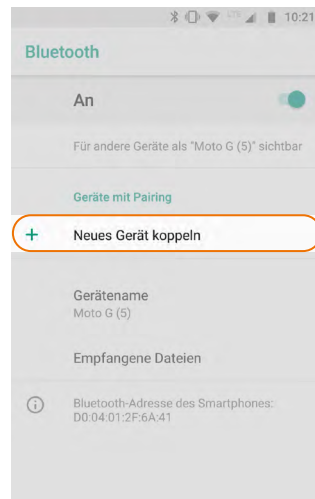 10:21
Bluetooth
An
Für andere Geräte als "Moto G (5)" sichtbar
Geräte mit Pairing
+ Neues Gerät koppeln
Gerätename
Moto G (5)
Empfangene Dateien
Bluetooth-Adresse des Smartphones:
D0:04:01:2F:6A:41